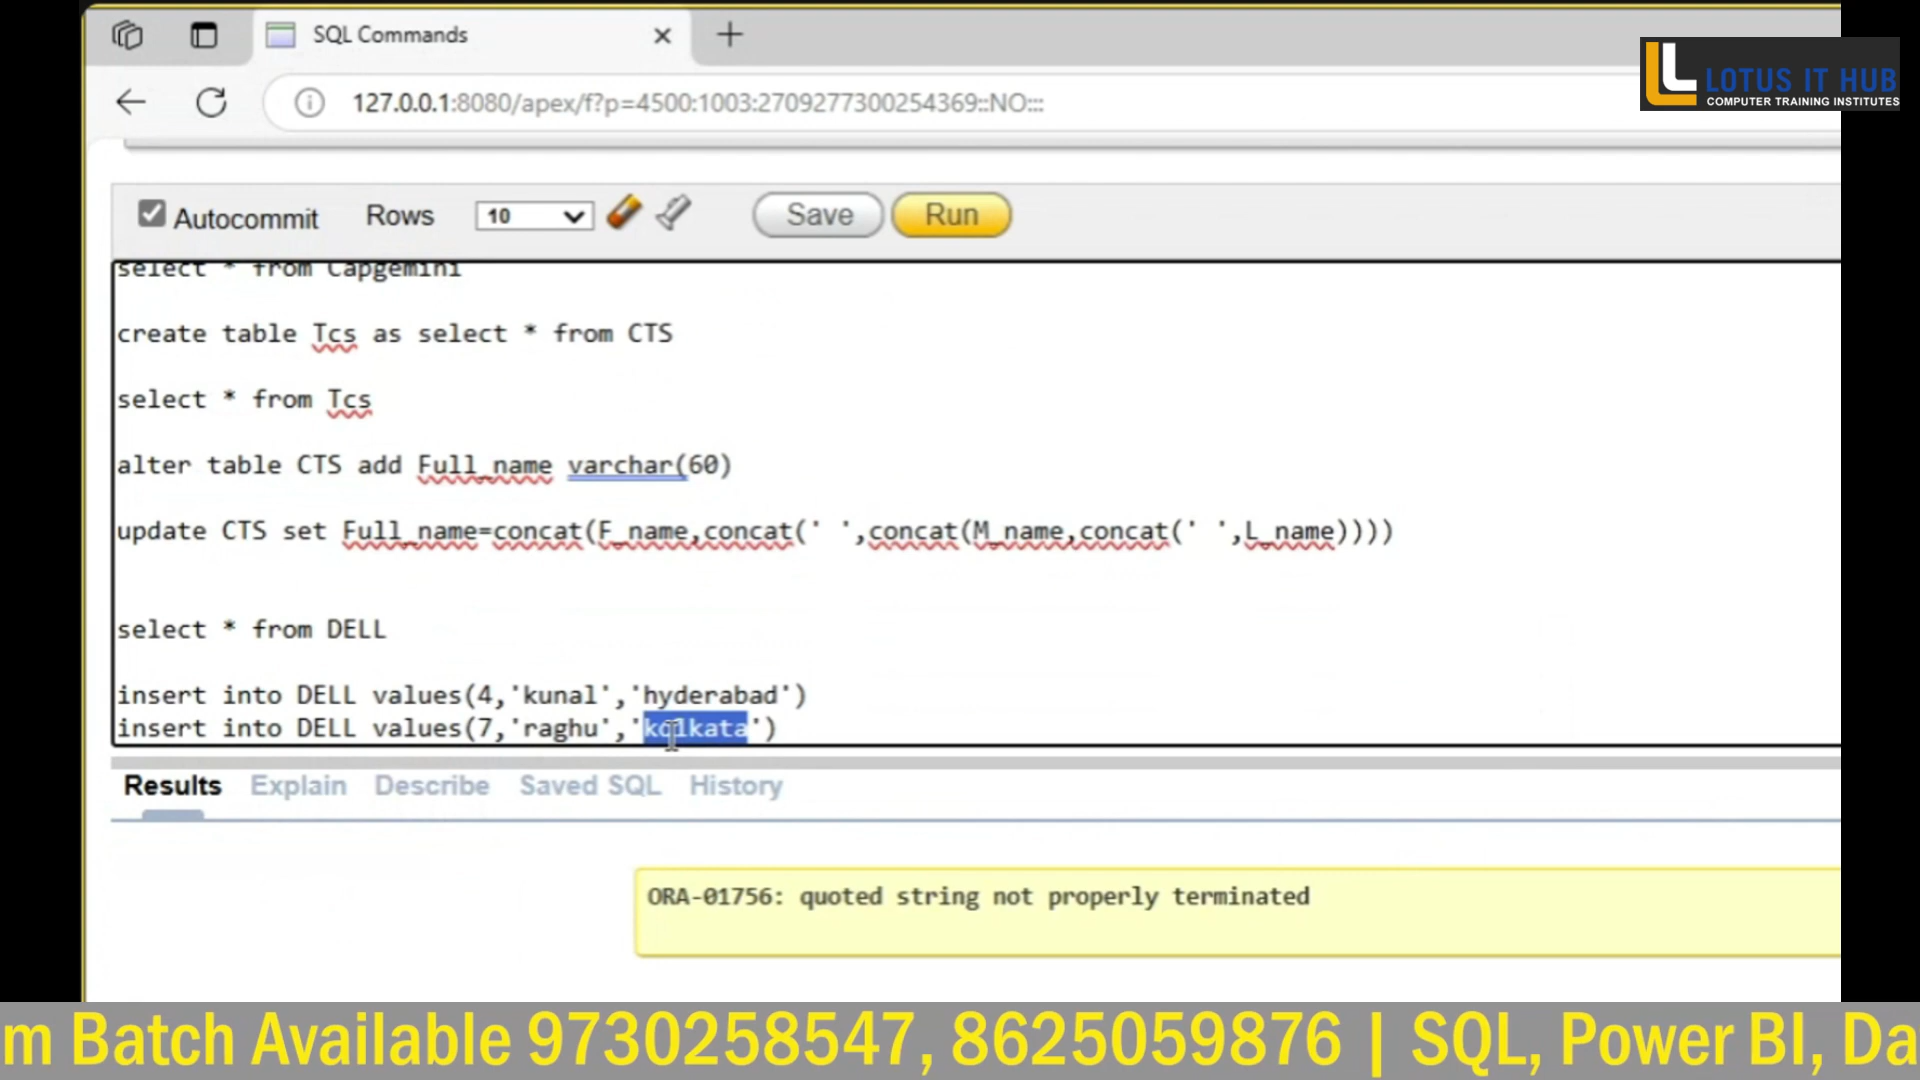 SQL Commands
LOTUS IT HUB
COMPUTER TRAINING INSTITUTES
127.0.0.1:8080/apex/f?p=4500:1003:2709277300254369::NO:::
Autocommit Rows 10 Save Run
select * from Capgemini
create table Tcs as select * from CTS
select * from Tcs
alter table CTS add Full_name varchar(60)
update CTS set Full_name=concat(F_name,concat(' ',concat(M_name,concat(' ',L_name))))
select * from DELL
insert into DELL values(4,'kunal','hyderabad')
insert into DELL values(7,'raghu','kolkata')
Results Explain Describe Saved SQL History
ORA-01756: quoted string not properly terminated
m Batch Available 9730258547, 8625059876 | SQL, Power BI, Da